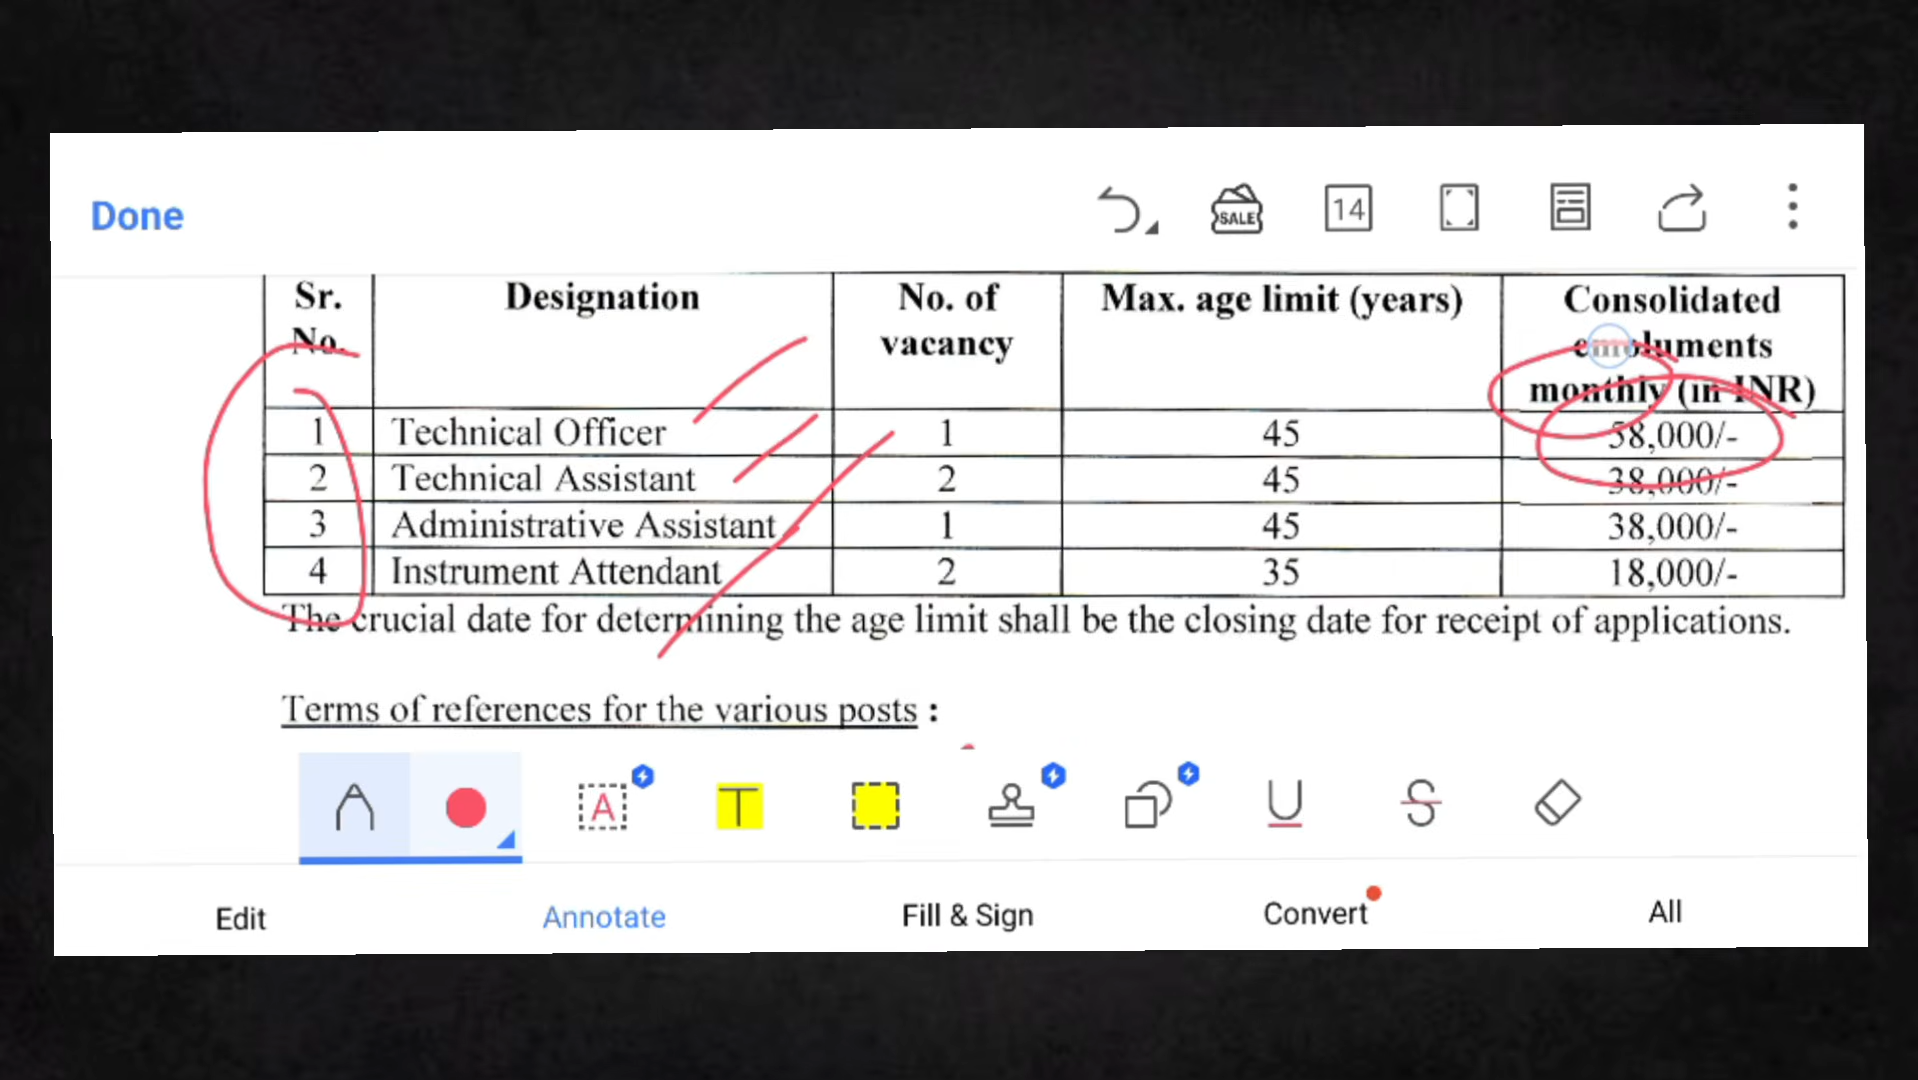 Done
SALE
14
Sr. No. Designation No. of vacancy Max. age limit (years) Consolidated emoluments monthly (in INR)
1 Technical Officer 1 45 58,000/-
2 Technical Assistant 2 45 38,000/-
3 Administrative Assistant 1 45 38,000/-
4 Instrument Attendant 2 35 18,000/-
The crucial date for determining the age limit shall be the closing date for receipt of applications.
Terms of references for the various posts :
A T U S
Edit Annotate Fill & Sign Convert All